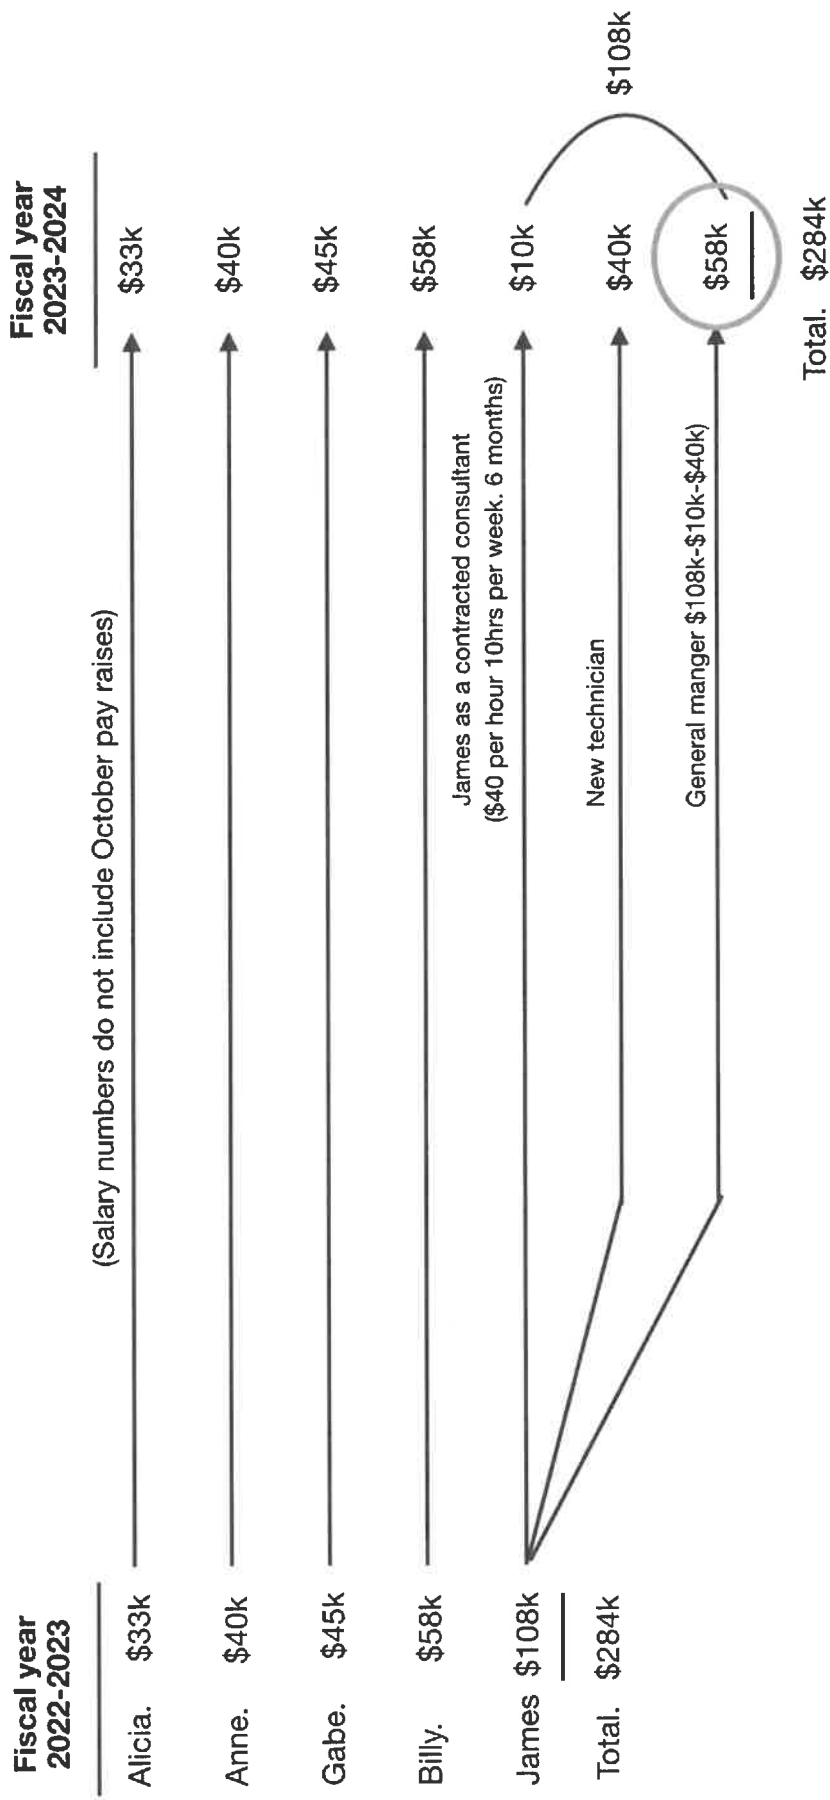 Fiscal year
2022-2023
Fiscal year
2023-2024
(Salary numbers do not include October pay raises)
Alicia. $33k
$33k
Anne. $40k
$40k
Gabe. $45k
$45k
Billy. $58k
$58k
James as a contracted consultant
($40 per hour 10hrs per week. 6 months)
James $108k
$10k
New technician
Total. $284k
$40k
$108k
General manger $108k-$10k-$40k)
$58k
Total. $284k